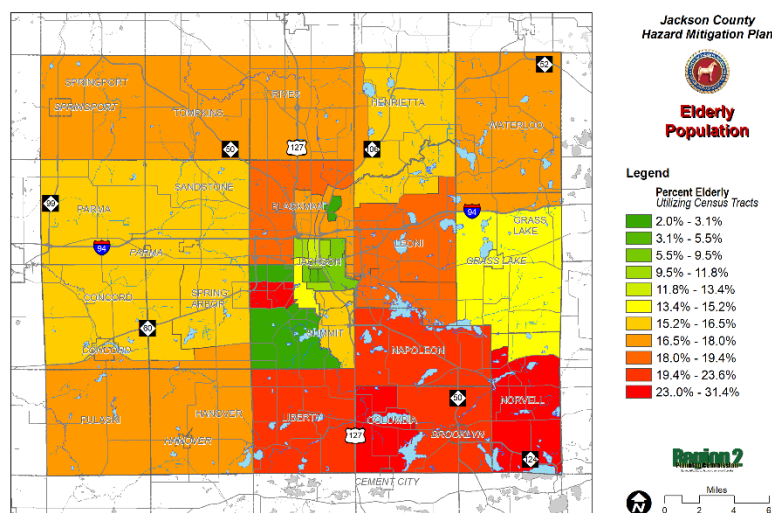 Jackson County
Hazard Mitigation Plan
Elderly
Population
Legend
Percent Elderly
Utilizing Census Tracts
2.0% - 3.1%
3.1% - 5.5%
5.5% - 9.5%
9.5% - 11.8%
11.8% - 13.4%
13.4% - 15.2%
15.2% - 16.5%
16.5% - 18.0%
18.0% - 19.4%
19.4% - 23.6%
23..0% - 31.4%
Region 2
Planning Commission
Miles
0 2 4 6
N
52
SPRINGPORT
RIVES
HENRIETTA
SPRINGPORT
TOMPKINS
WATERLOO
50
127
106
SANDSTONE
99
PARMA
BLACKMAN
94
GRASS
LAKE
94
PARMA
LEONI
JACKSON
GRASS LAKE
CONCORD
SPRING
ARBOR
60
SUMMIT
CONCORD
NAPOLEON
50
NORVELL
PULASKI
HANOVER
LIBERTY
COLUMBIA
HANOVER
127
BROOKLYN
124
CEMENT CITY